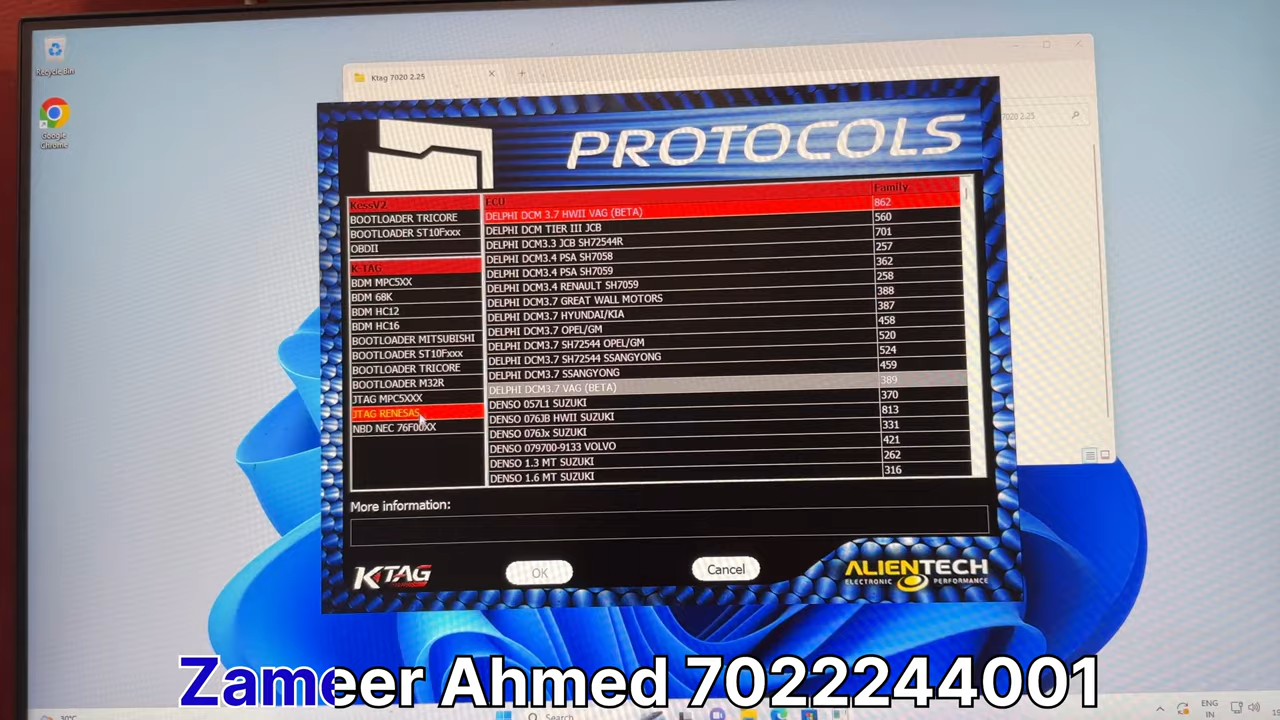 Recycle Bin
Google
Chrome
Ktag 7020 2.25
7020 2.25
PROTOCOLS
KessV2
BOOTLOADER TRICORE
BOOTLOADER ST10Fxxx
OBDII
K-TAG
BDM MPC5XX
BDM 68K
BDM HC12
BDM HC16
BOOTLOADER MITSUBISHI
BOOTLOADER ST10Fxxx
BOOTLOADER TRICORE
BOOTLOADER M32R
JTAG MPC5XXX
JTAG RENESAS
NBD NEC 76F00XX
ECU Family
DELPHI DCM 3.7 HWII VAG (BETA) 862
DELPHI DCM TIER III JCB 560
DELPHI DCM3.3 JCB SH72544R 701
DELPHI DCM3.4 PSA SH7058 257
DELPHI DCM3.4 PSA SH7059 362
DELPHI DCM3.4 RENAULT SH7059 258
DELPHI DCM3.7 GREAT WALL MOTORS 388
DELPHI DCM3.7 HYUNDAI/KIA 387
DELPHI DCM3.7 OPEL/GM 458
DELPHI DCM3.7 SH72544 OPEL/GM 520
DELPHI DCM3.7 SH72544 SSANGYONG 524
DELPHI DCM3.7 SSANGYONG 459
DELPHI DCM3.7 VAG (BETA) 389
DENSO 057L1 SUZUKI 370
DENSO 076JB HWII SUZUKI 813
DENSO 076Jx SUZUKI 331
DENSO 079700-9133 VOLVO 421
DENSO 1.3 MT SUZUKI 262
DENSO 1.6 MT SUZUKI 316
More information:
KTAG
OK
Cancel
ALIENTECH
ELECTRONIC PERFORMANCE
Zameer Ahmed 7022244001
30°C
Search
ENG
IN